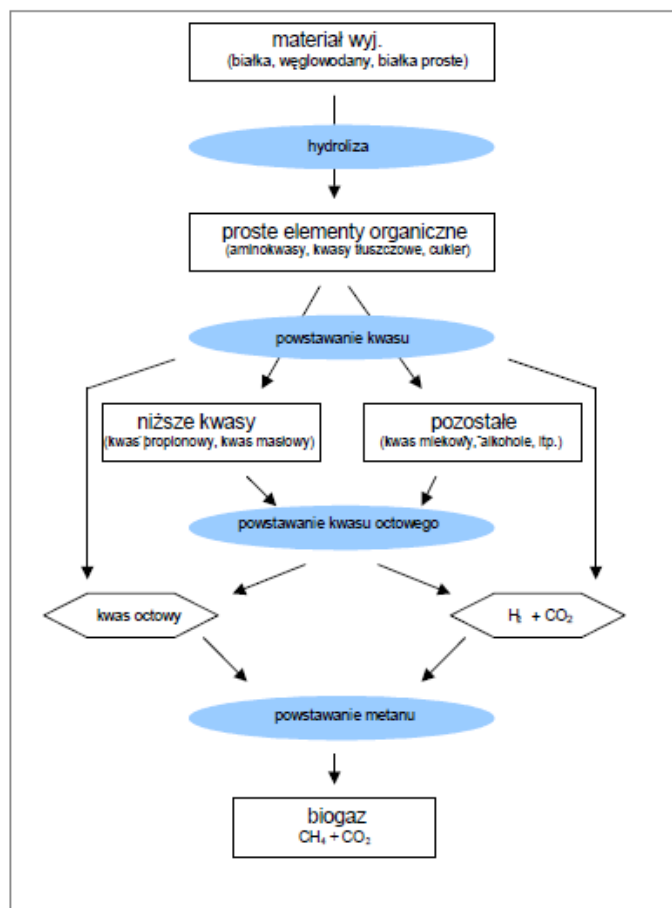 materiał wyj.
(białka, węglowodany, białka proste)
hydroliza
proste elementy organiczne
(aminokwasy, kwasy tłuszczowe, cukier)
powstawanie kwasu
niższe kwasy
(kwas propionowy, kwas masłowy)
pozostałe
(kwas mlekowy, alkohole, itp.)
powstawanie kwasu octowego
kwas octowy
H₂ + CO₂
powstawanie metanu
biogaz
CH₄ + CO₂